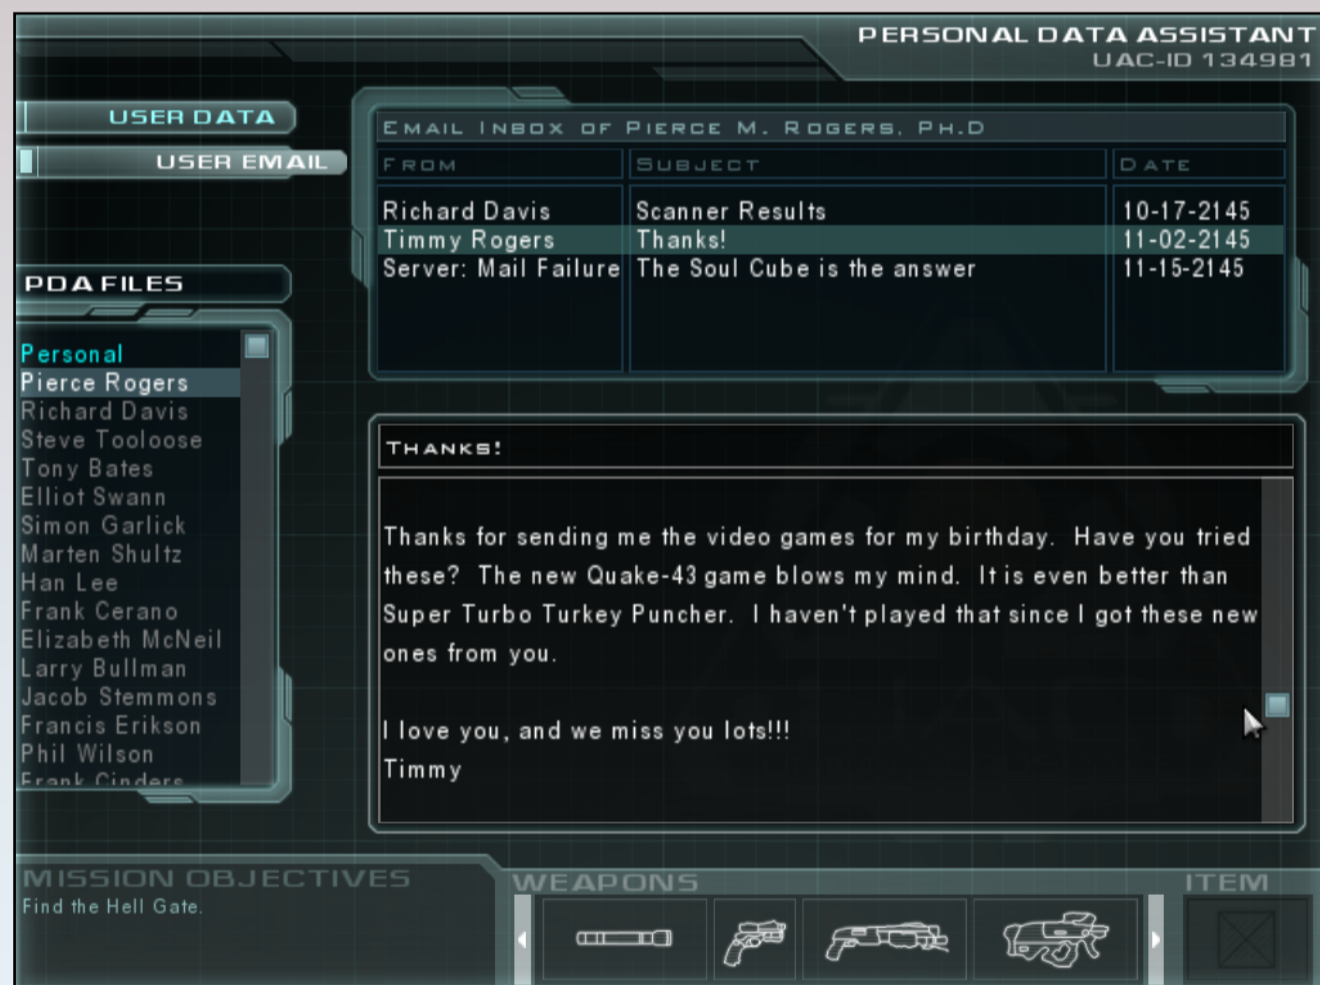 PERSONAL DATA ASSISTANT
UAC-ID 134981
USER DATA
USER EMAIL
EMAIL INBOX OF PIERCE M. ROGERS, PH.D
FROM SUBJECT DATE
Richard Davis Scanner Results 10-17-2145
Timmy Rogers Thanks! 11-02-2145
Server: Mail Failure The Soul Cube is the answer 11-15-2145
PDA FILES
Personal
Pierce Rogers
Richard Davis
Steve Tooloose
Tony Bates
Elliot Swann
Simon Garlick
Marten Shultz
Han Lee
Frank Cerano
Elizabeth McNeil
Larry Bullman
Jacob Stemmons
Francis Erikson
Phil Wilson
Frank Cinders
THANKS!
Thanks for sending me the video games for my birthday. Have you tried
these? The new Quake-43 game blows my mind. It is even better than
Super Turbo Turkey Puncher. I haven't played that since I got these new
ones from you.
I love you, and we miss you lots!!!
Timmy
MISSION OBJECTIVES
Find the Hell Gate.
WEAPONS
ITEM